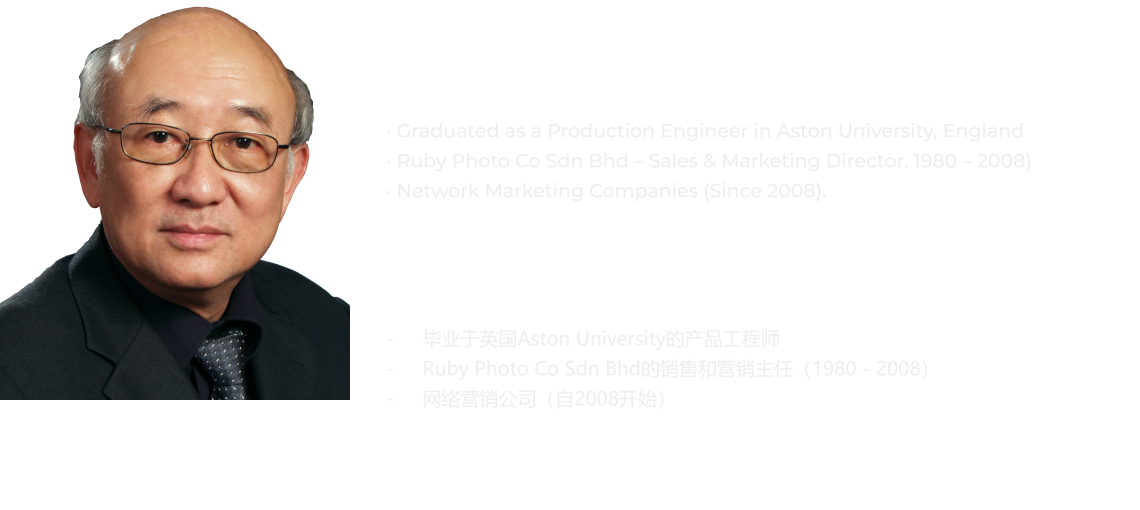 · Graduated as a Production Engineer in Aston University, England
· Ruby Photo Co Sdn Bhd – Sales & Marketing Director. 1980 – 2008)
· Network Marketing Companies (Since 2008).
- 毕业于英国Aston University的产品工程师
- Ruby Photo Co Sdn Bhd的销售和营销主任（1980 - 2008）
- 网络营销公司（自2008开始）